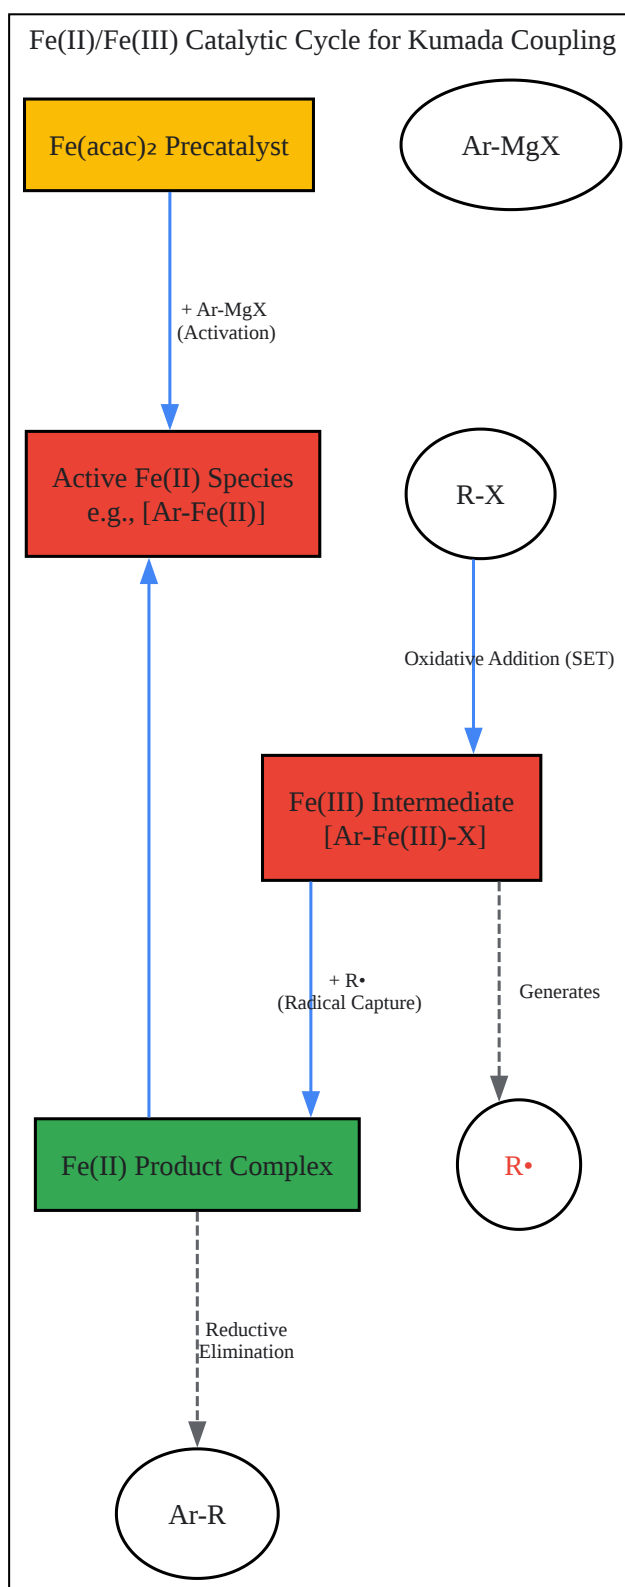 Fe(II)/Fe(III) Catalytic Cycle for Kumada Coupling
Fe(acac)₂ Precatalyst
Ar-MgX
+ Ar-MgX
(Activation)
Active Fe(II) Species
e.g., [Ar-Fe(II)]
R-X
Oxidative Addition (SET)
Fe(III) Intermediate
[Ar-Fe(III)-X]
+ R•
(Radical Capture)
Generates
Fe(II) Product Complex
R•
Reductive
Elimination
Ar-R